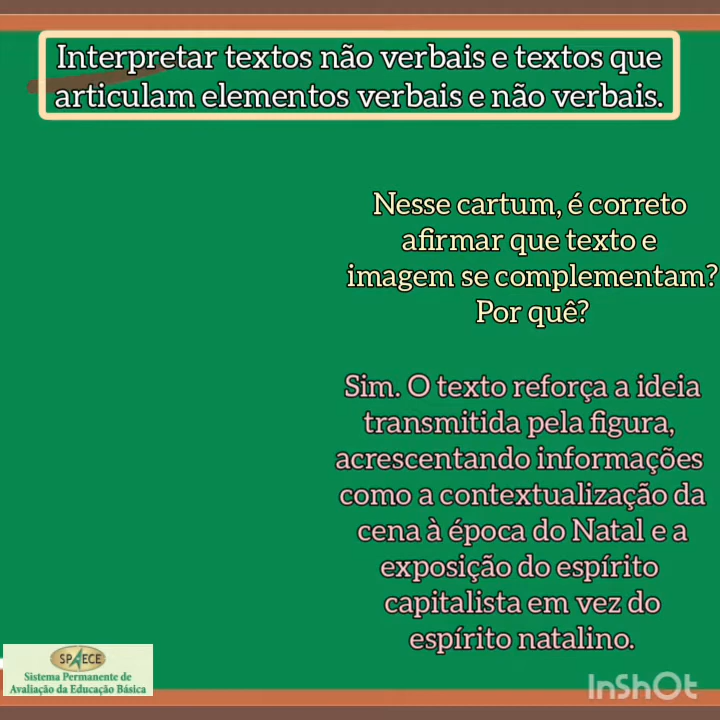 Interpretar textos não verbais e textos que
articulam elementos verbais e não verbais.
Nesse cartum, é correto
afirmar que texto e
imagem se complementam?
Por quê?
Sim. O texto reforça a ideia
transmitida pela figura,
acrescentando informações
como a contextualização da
cena à época do Natal e a
exposição do espírito
capitalista em vez do
espírito natalino.
SPAECE
Sistema Permanente de
Avaliação da Educação Básica
InShOt